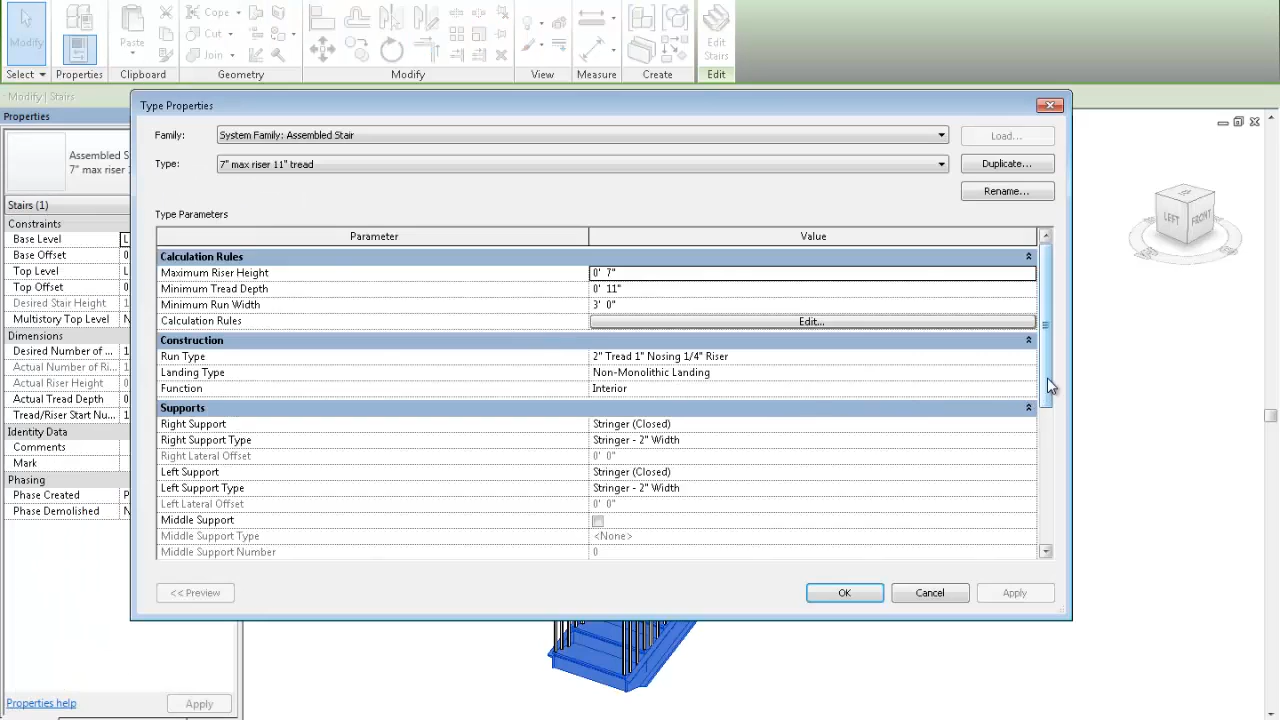 Modify
Paste
Cope
Cut
Join
Edit
Stairs
Select
Properties
Clipboard
Geometry
Modify
View
Measure
Create
Edit
Modify | Stairs
Properties
Assembled S
7" max riser
Stairs (1)
Constraints
Base Level
L
Base Offset
0
Top Level
L
Top Offset
0
Desired Stair Height
1
Multistory Top Level
N
Dimensions
Desired Number of ...
1
Actual Number of Ri...
1
Actual Riser Height
0
Actual Tread Depth
0
Tread/Riser Start Nu...
1
Identity Data
Comments
Mark
Phasing
Phase Created
P
Phase Demolished
N
Properties help
Apply
Type Properties
Family:
System Family: Assembled Stair
Load...
Type:
7" max riser 11" tread
Duplicate...
Rename...
Type Parameters
Parameter
Value
Calculation Rules
Maximum Riser Height
0' 7"
Minimum Tread Depth
0' 11"
Minimum Run Width
3' 0"
Calculation Rules
Edit...
Construction
Run Type
2" Tread 1" Nosing 1/4" Riser
Landing Type
Non-Monolithic Landing
Function
Interior
Supports
Right Support
Stringer (Closed)
Right Support Type
Stringer - 2" Width
Right Lateral Offset
0' 0"
Left Support
Stringer (Closed)
Left Support Type
Stringer - 2" Width
Left Lateral Offset
0' 0"
Middle Support
Middle Support Type
<None>
Middle Support Number
0
<< Preview
OK
Cancel
Apply
LEFT
FRONT